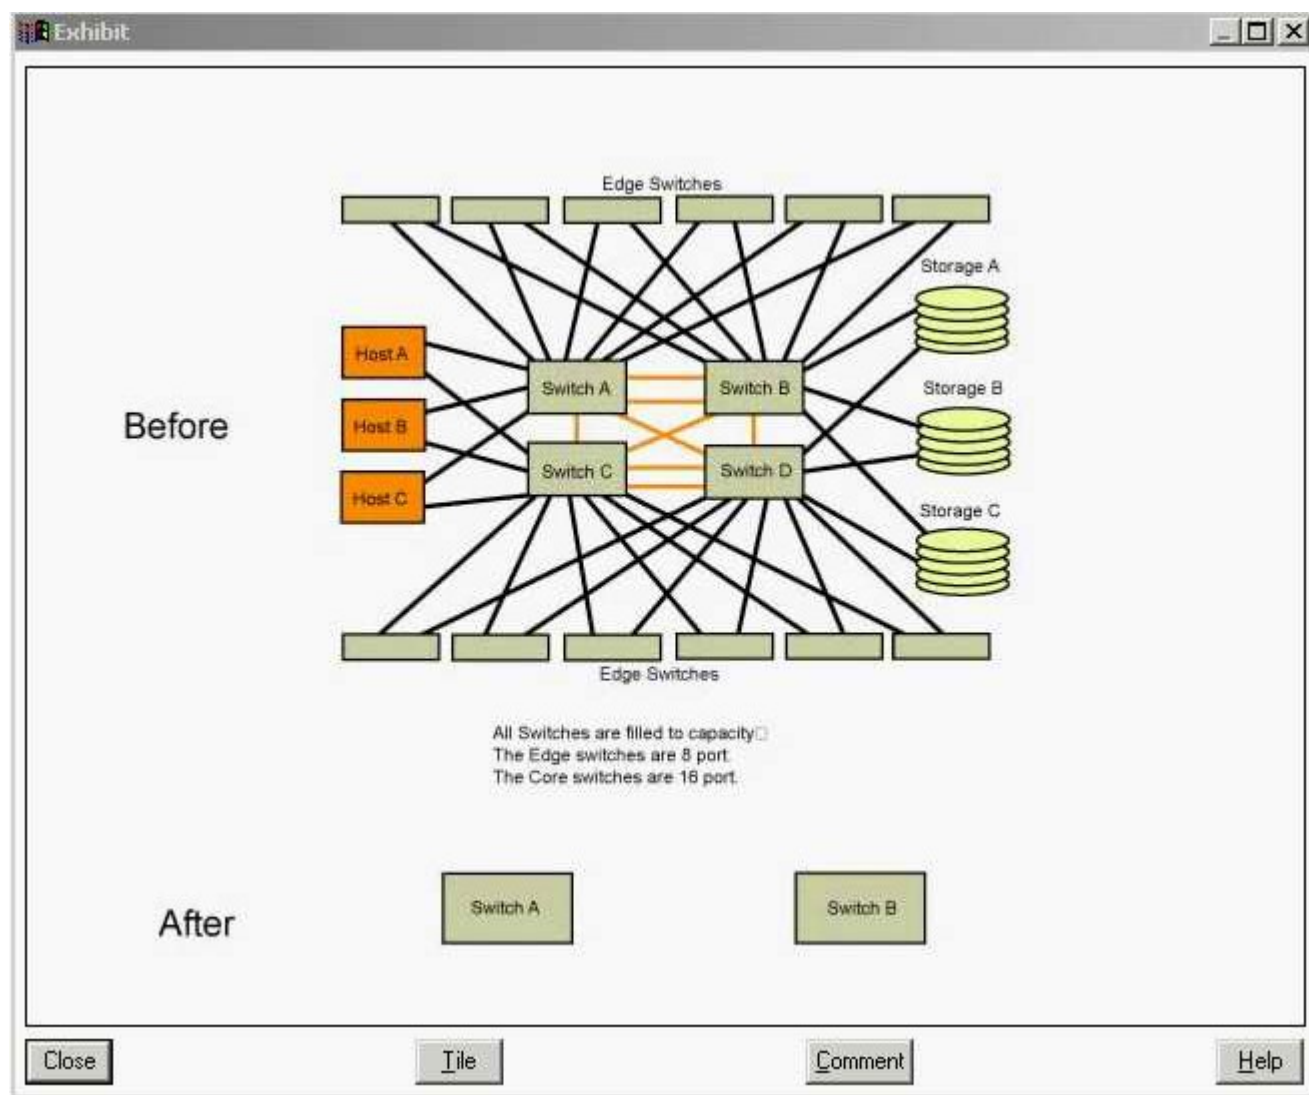 Exhibit
Edge Switches
Storage A
Host A
Switch A
Switch B
Storage B
Before
Host B
Switch C
Switch D
Host C
Storage C
Edge Switches
All Switches are filled to capacity
The Edge switches are 8 port.
The Core switches are 16 port.
After
Switch A
Switch B
Close
Tile
Comment
Help